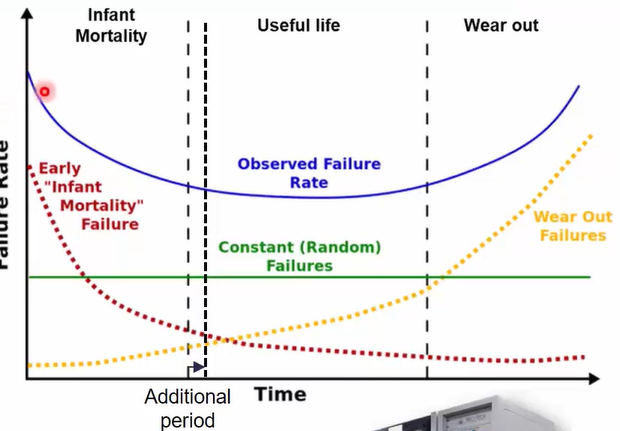 Infant
Mortality
Useful life
Wear out
Observed Failure
Rate
Early
"Infant
Mortality"
Failure
Wear Out
Failures
Constant (Random)
Failures
Failure Rate
Additional
period
Time